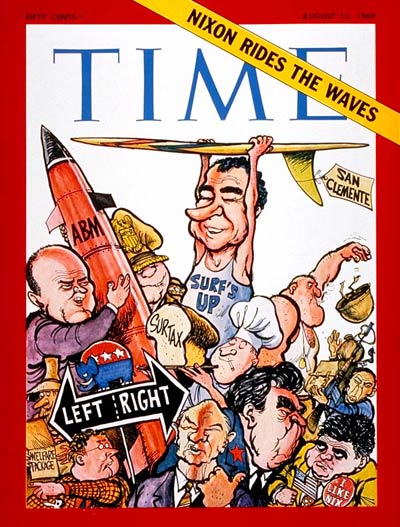 FIFTY CENTS
AUGUST 15, 1969
NIXON RIDES THE WAVES
TIME
SAN
CLEMENTE
ABM
SURF'S
UP
SURTAX
LEFT
RIGHT
WELFARE
PACKAGE
I
LIKE
NIX